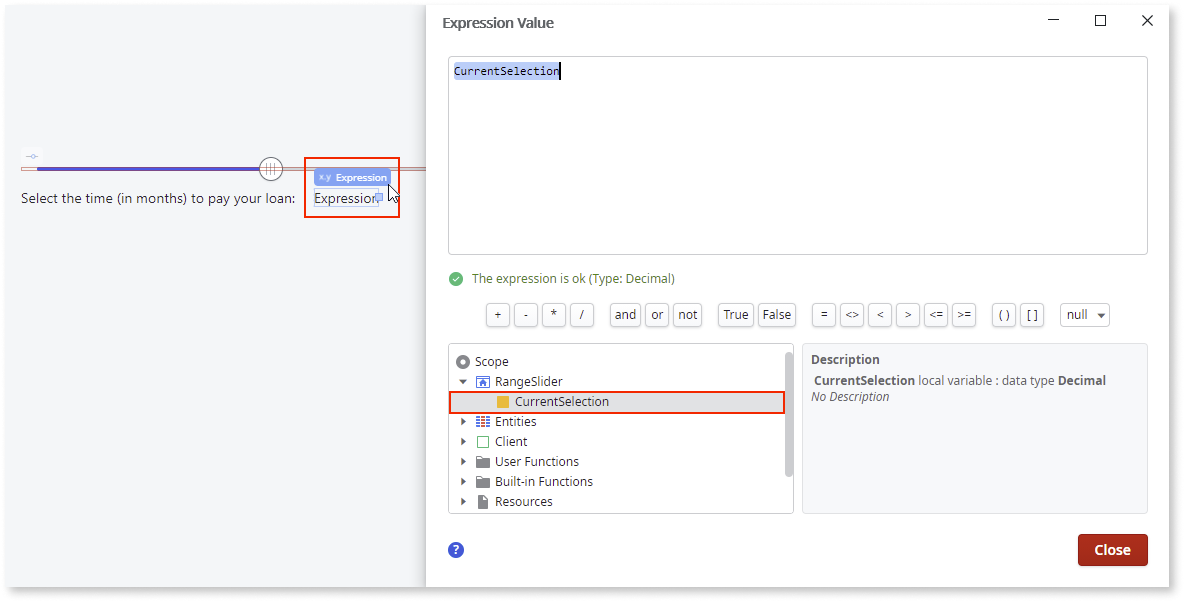 Expression Value
CurrentSelection
x.y Expression
Select the time (in months) to pay your loan: Expression
The expression is ok (Type: Decimal)
+ - * / and or not True False = <> < > <= >= ( ) [ ] null
Scope
RangeSlider
CurrentSelection
Entities
Client
User Functions
Built-in Functions
Resources
Description
CurrentSelection local variable : data type Decimal
No Description
?
Close